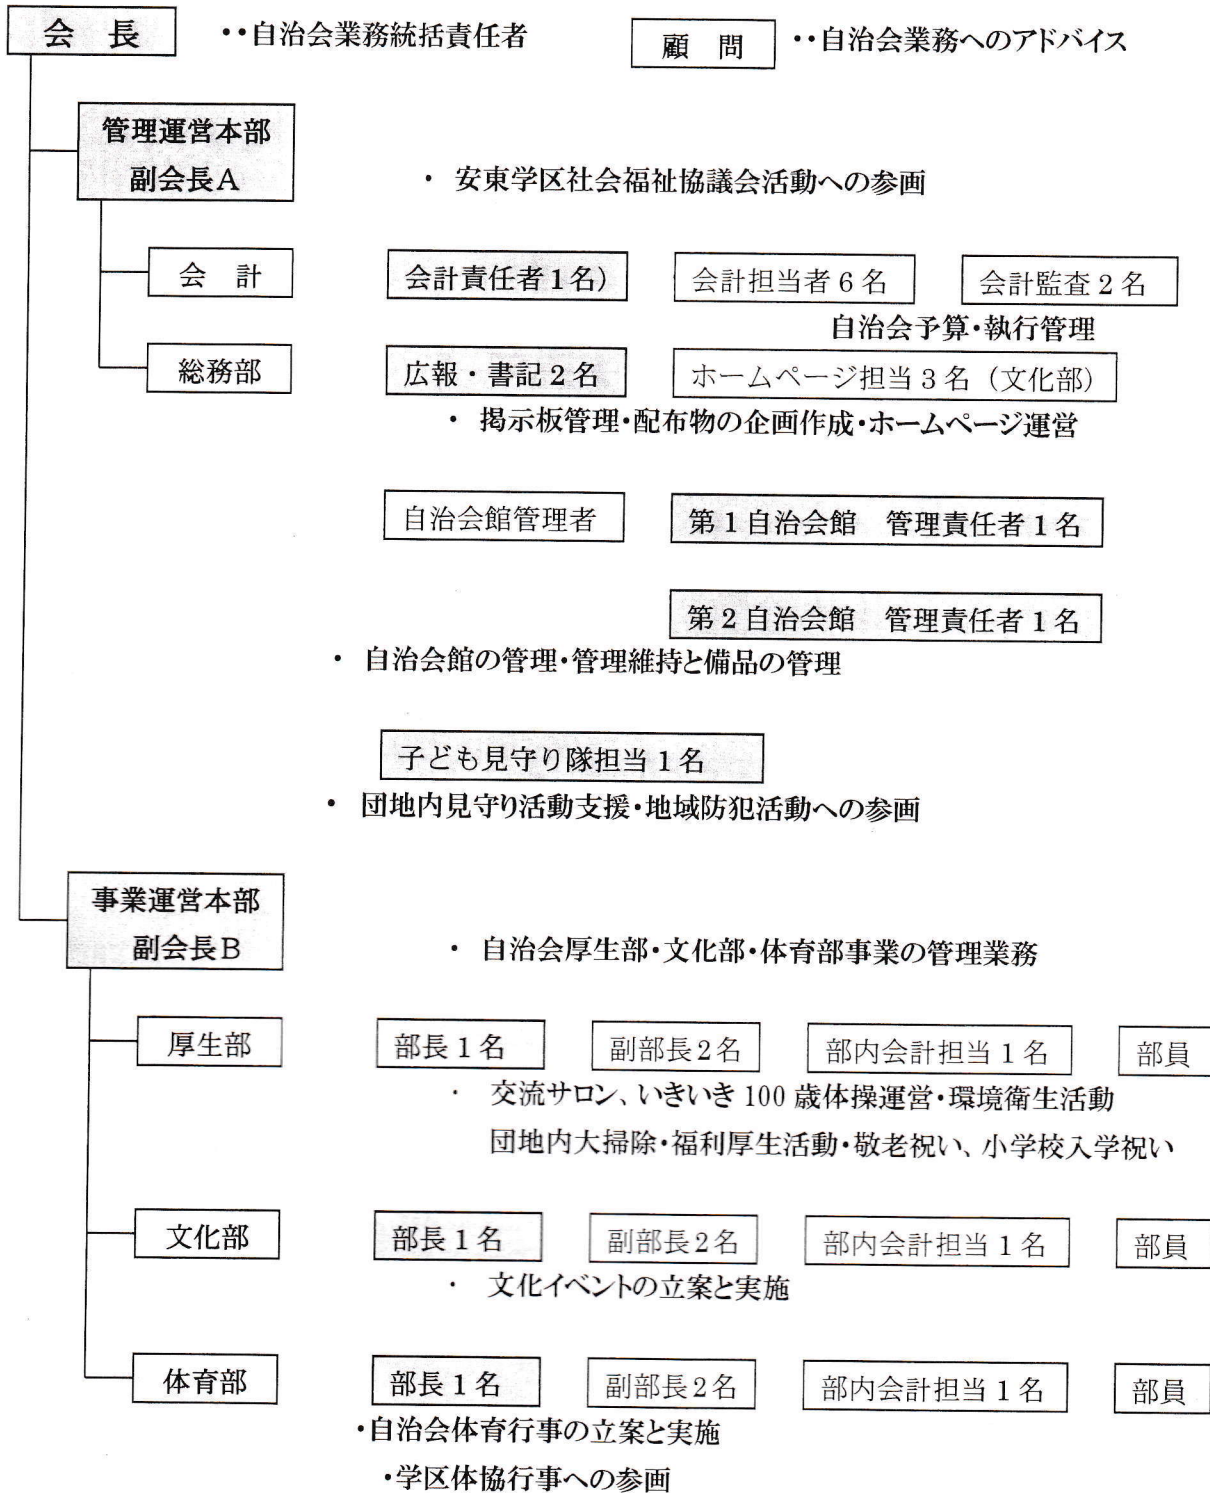 会　長　‥自治会業務統括責任者　顧　問　‥自治会業務へのアドバイス
管理運営本部
副会長A　・ 安東学区社会福祉協議会活動への参画
会　計　会計責任者１名）　会計担当者６名　会計監査２名
自治会予算・執行管理
総務部　広報・書記２名　ホームページ担当３名（文化部）
・ 掲示板管理・配布物の企画作成・ホームページ運営
自治会館管理者　第１自治会館　管理責任者１名
第２自治会館　管理責任者１名
・ 自治会館の管理・管理維持と備品の管理
子ども見守り隊担当１名
・ 団地内見守り活動支援・地域防犯活動への参画
事業運営本部
副会長B　・ 自治会厚生部・文化部・体育部事業の管理業務
厚生部　部長１名　副部長２名　部内会計担当１名　部員
・ 交流サロン、いきいき 100 歳体操運営・環境衛生活動
団地内大掃除・福利厚生活動・敬老祝い、小学校入学祝い
文化部　部長１名　副部長２名　部内会計担当１名　部員
・ 文化イベントの立案と実施
体育部　部長１名　副部長２名　部内会計担当１名　部員
・自治会体育行事の立案と実施
・学区体協行事への参画